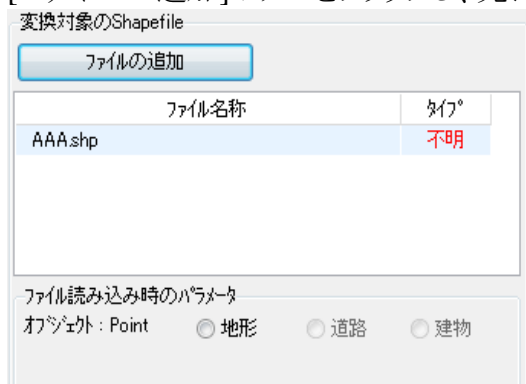 変換対象のShapefile
ファイルの追加
ファイル名称 タイプ
AAA.shp 不明
ファイル読み込み時のパラメータ
オブジェクト : Point 地形 道路 建物